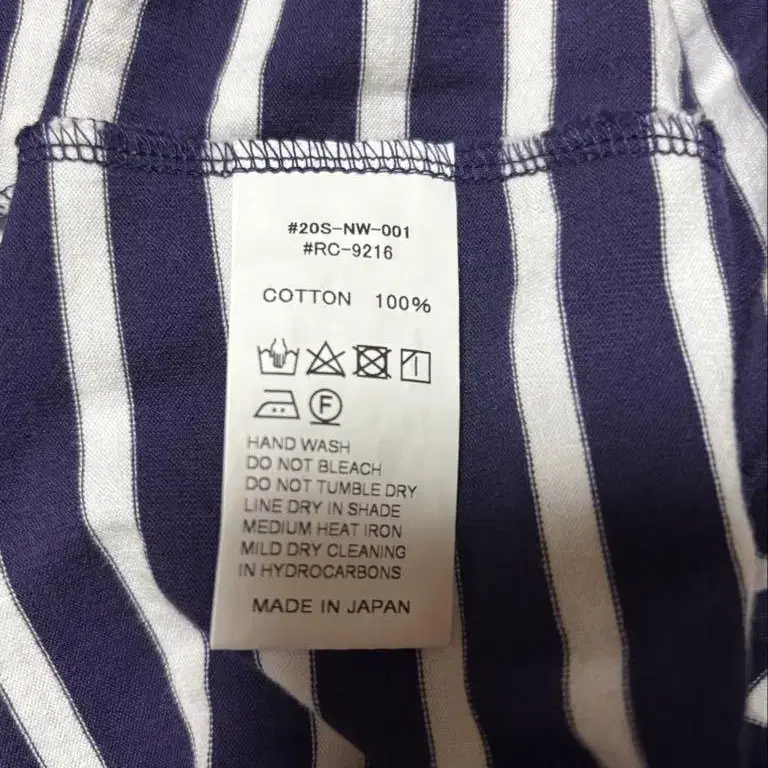 #20S-NW-001
#RC-9216
COTTON 100%
F
HAND WASH
DO NOT BLEACH
DO NOT TUMBLE DRY
LINE DRY IN SHADE
MEDIUM HEAT IRON
MILD DRY CLEANING
IN HYDROCARBONS
MADE IN JAPAN